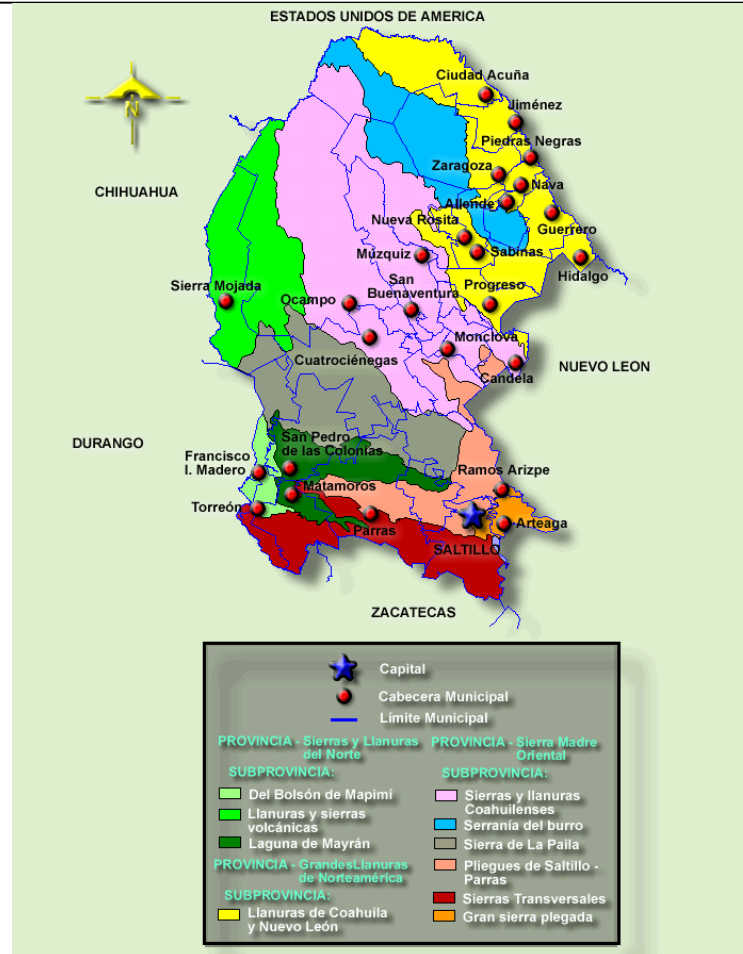 ESTADOS UNIDOS DE AMERICA
Ciudad Acuña
N
Jiménez
Piedras Negras
Zaragoza
Nava
CHIHUAHUA
Allende
Nueva Rosita
Guerrero
Múzquiz
Sabinas
Hidalgo
San
Buenaventura
Progreso
Sierra Mojada
Ocampo
Monclova
Cuatrociénegas
NUEVO LEON
Candela
DURANGO
San Pedro
de las Colonías
Francisco
I. Madero
Ramos Arizpe
Matamoros
Torreón
Parras
Arteaga
SALTILLO
ZACATECAS
Capital
Cabecera Municipal
Límite Municipal
PROVINCIA - Sierras y Llanuras
del Norte
SUBPROVINCIA:
Del Bolsón de Mapimí
Llanuras y sierras
volcánicas
Laguna de Mayrán
PROVINCIA - GrandesLlanuras
de Norteamérica
SUBPROVINCIA:
Llanuras de Coahuila
y Nuevo León
PROVINCIA - Sierra Madre
Oriental
SUBPROVINCIA:
Sierras y llanuras
Coahuilenses
Serranía del burro
Sierra de La Paila
Pliegues de Saltillo -
Parras
Sierras Transversales
Gran sierra plegada